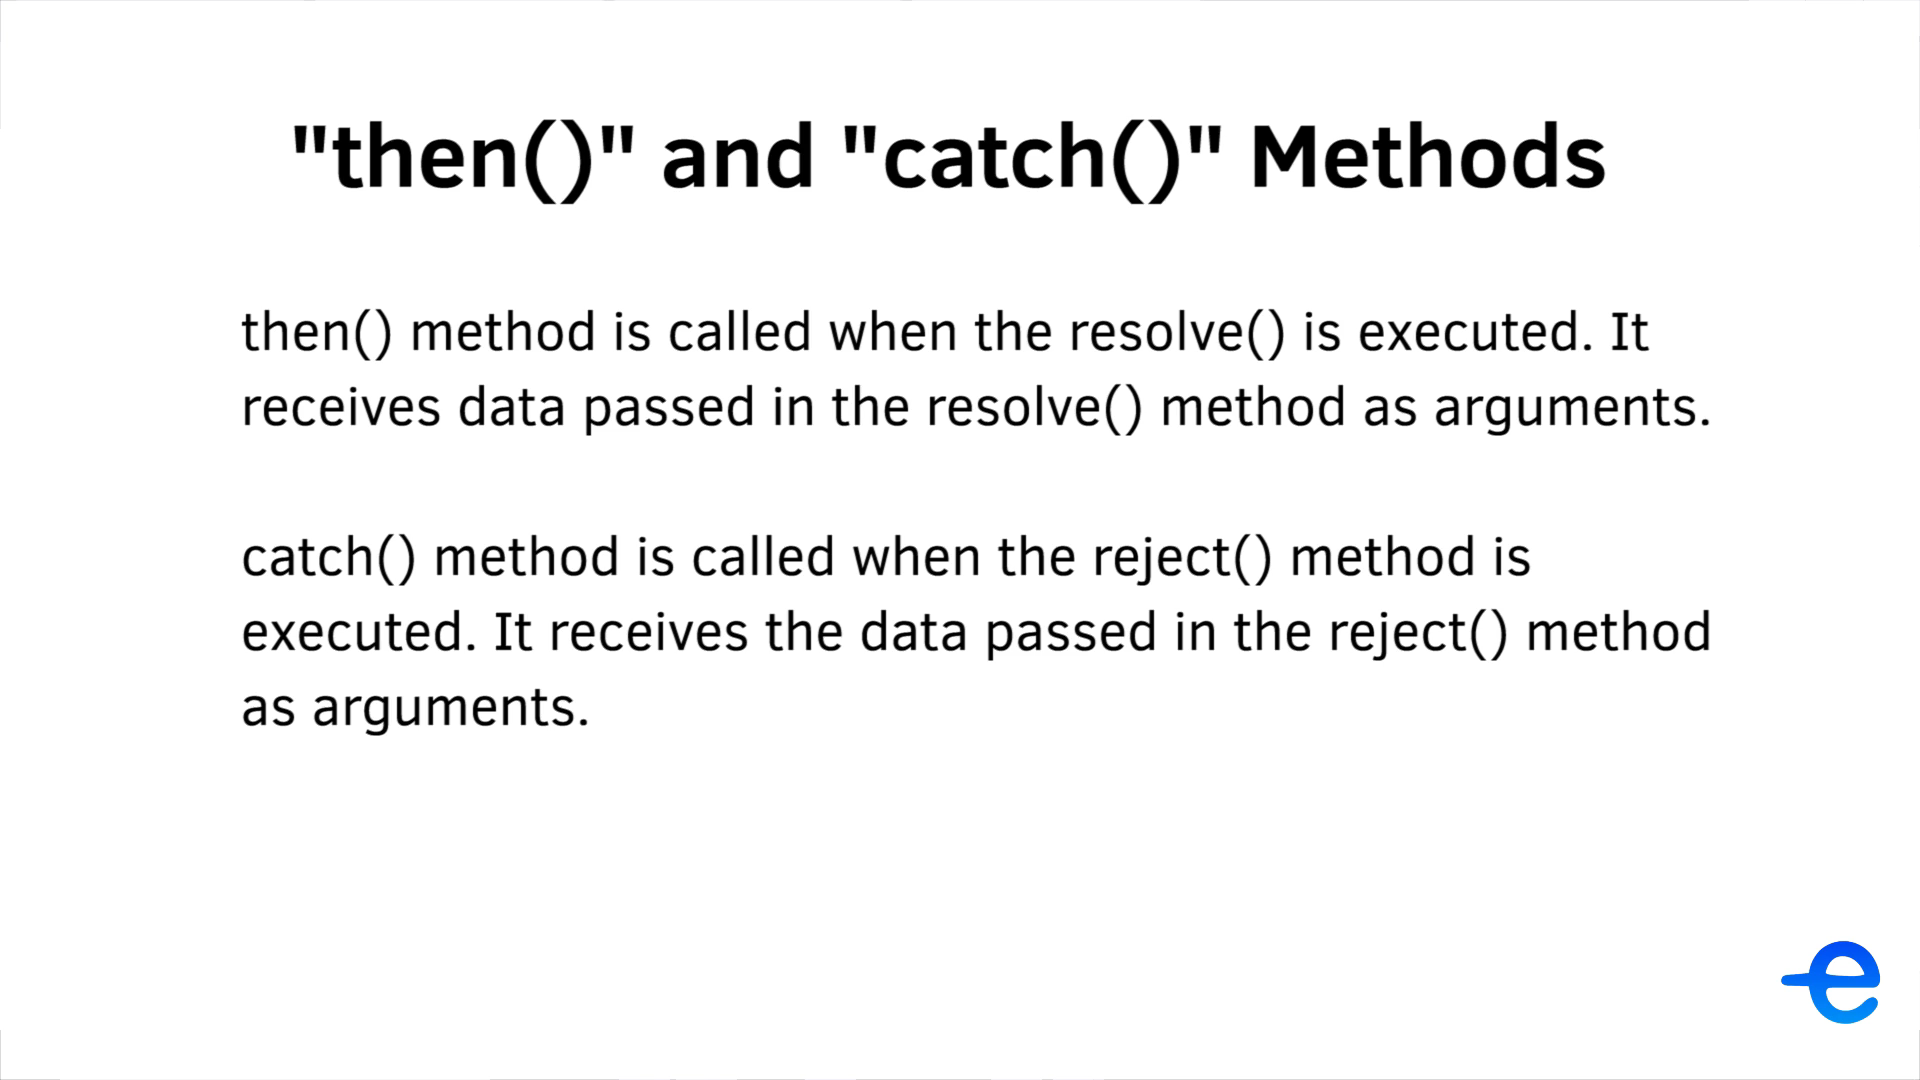 "then()" and "catch()" Methods
then() method is called when the resolve() is executed. It
receives data passed in the resolve() method as arguments.
catch() method is called when the reject() method is
executed. It receives the data passed in the reject() method
as arguments.
e